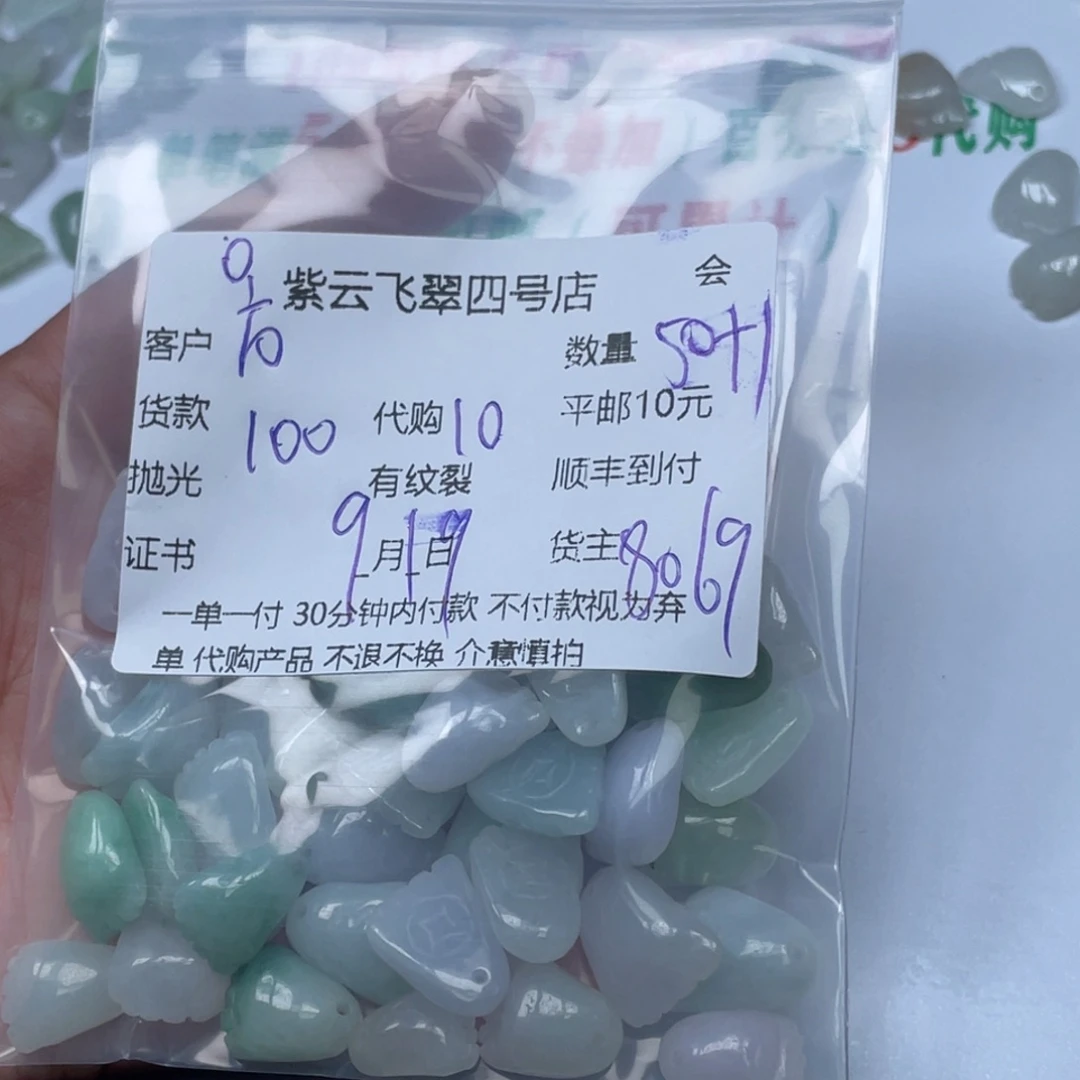 代购
紫云飞翠四号店 会
客户 10 数量 50+1
货款 100 代购 10 平邮10元
抛光 有纹裂 顺丰到付
证书 9月19日 货主 8069
一单一付 30分钟内付款 不付款视为弃
单 代购产品 不退不换 介意慎拍